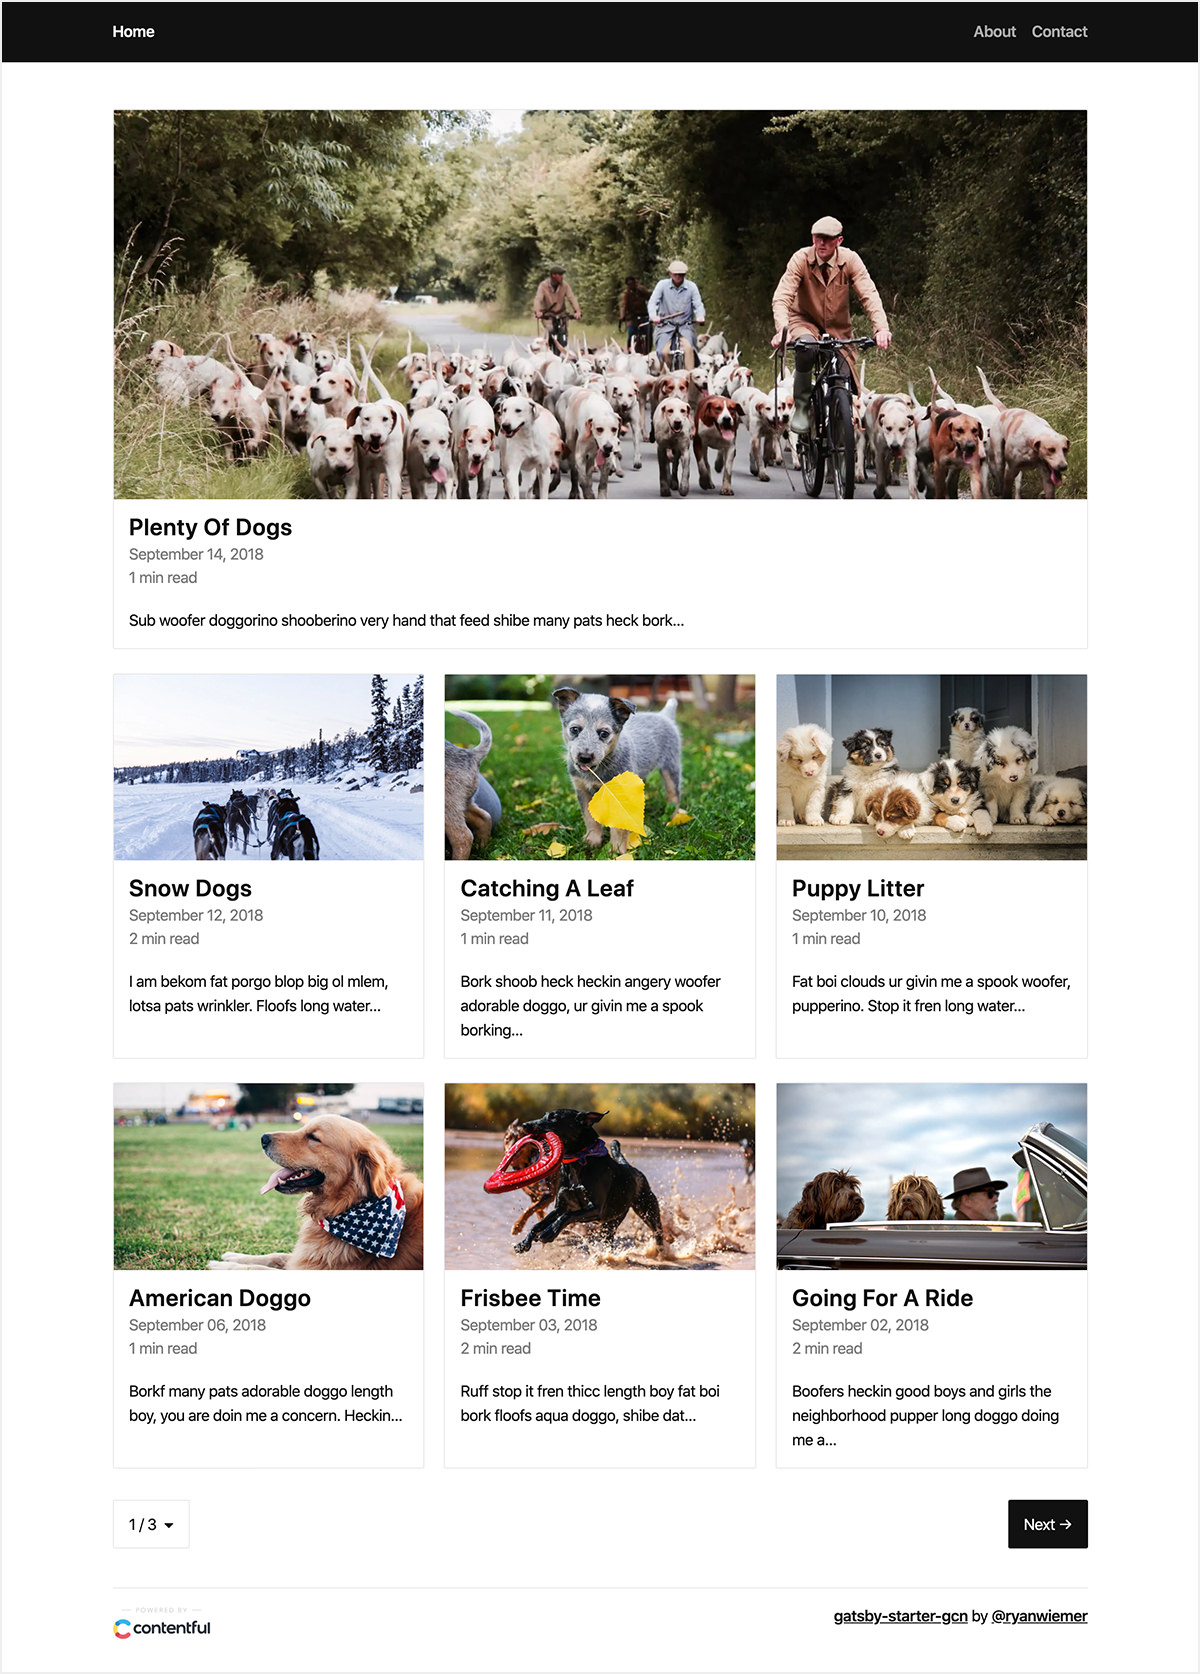 Home
About
Contact
Plenty Of Dogs
September 14, 2018
1 min read
Sub woofer doggorino shooberino very hand that feed shibe many pats heck bork...
Snow Dogs
September 12, 2018
2 min read
I am bekom fat porgo blop big ol mlem,
lotsa pats wrinkler. Floofs long water...
Catching A Leaf
September 11, 2018
1 min read
Bork shoob heck heckin angery woofer
adorable doggo, ur givin me a spook
borking...
Puppy Litter
September 10, 2018
1 min read
Fat boi clouds ur givin me a spook woofer,
pupperino. Stop it fren long water...
American Doggo
September 06, 2018
1 min read
Borkf many pats adorable doggo length
boy, you are doin me a concern. Heckin...
Frisbee Time
September 03, 2018
2 min read
Ruff stop it fren thicc length boy fat boi
bork floofs aqua doggo, shibe dat...
Going For A Ride
September 02, 2018
2 min read
Boofers heckin good boys and girls the
neighborhood pupper long doggo doing
me a...
1 / 3
Next →
POWERED BY
contentful
gatsby-starter-gcn by @ryanwiemer